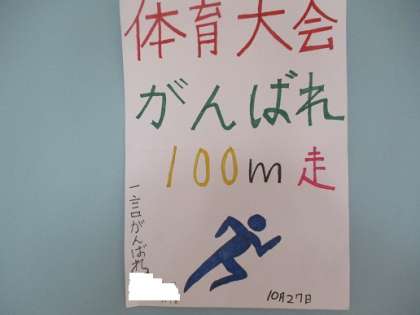 体育大会
がんばれ
100m走
一言がんばれ
10月27日